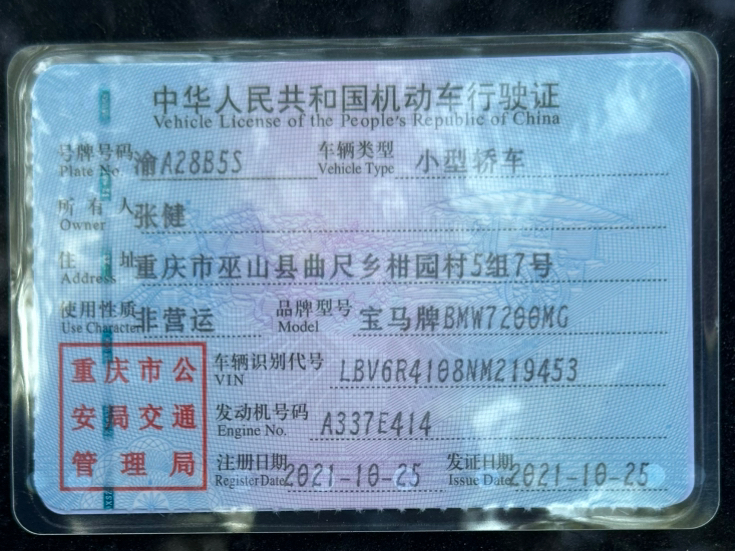 中华人民共和国机动车行驶证
Vehicle License of the People's Republic of China
号牌号码 渝A28B5S 车辆类型 小型轿车
Plate No. Vehicle Type
所有人 张健
Owner
住址 重庆市巫山县曲尺乡柑园村5组7号
Address
使用性质 非营运 品牌型号 宝马牌BMW7200MG
Use Character Model
车辆识别代号 LBV6R4108NM219453
VIN
发动机号码 A337E414
Engine No.
注册日期 2021-10-25 发证日期 2021-10-25
Register Date Issue Date
重庆市公
安局交通
管理局